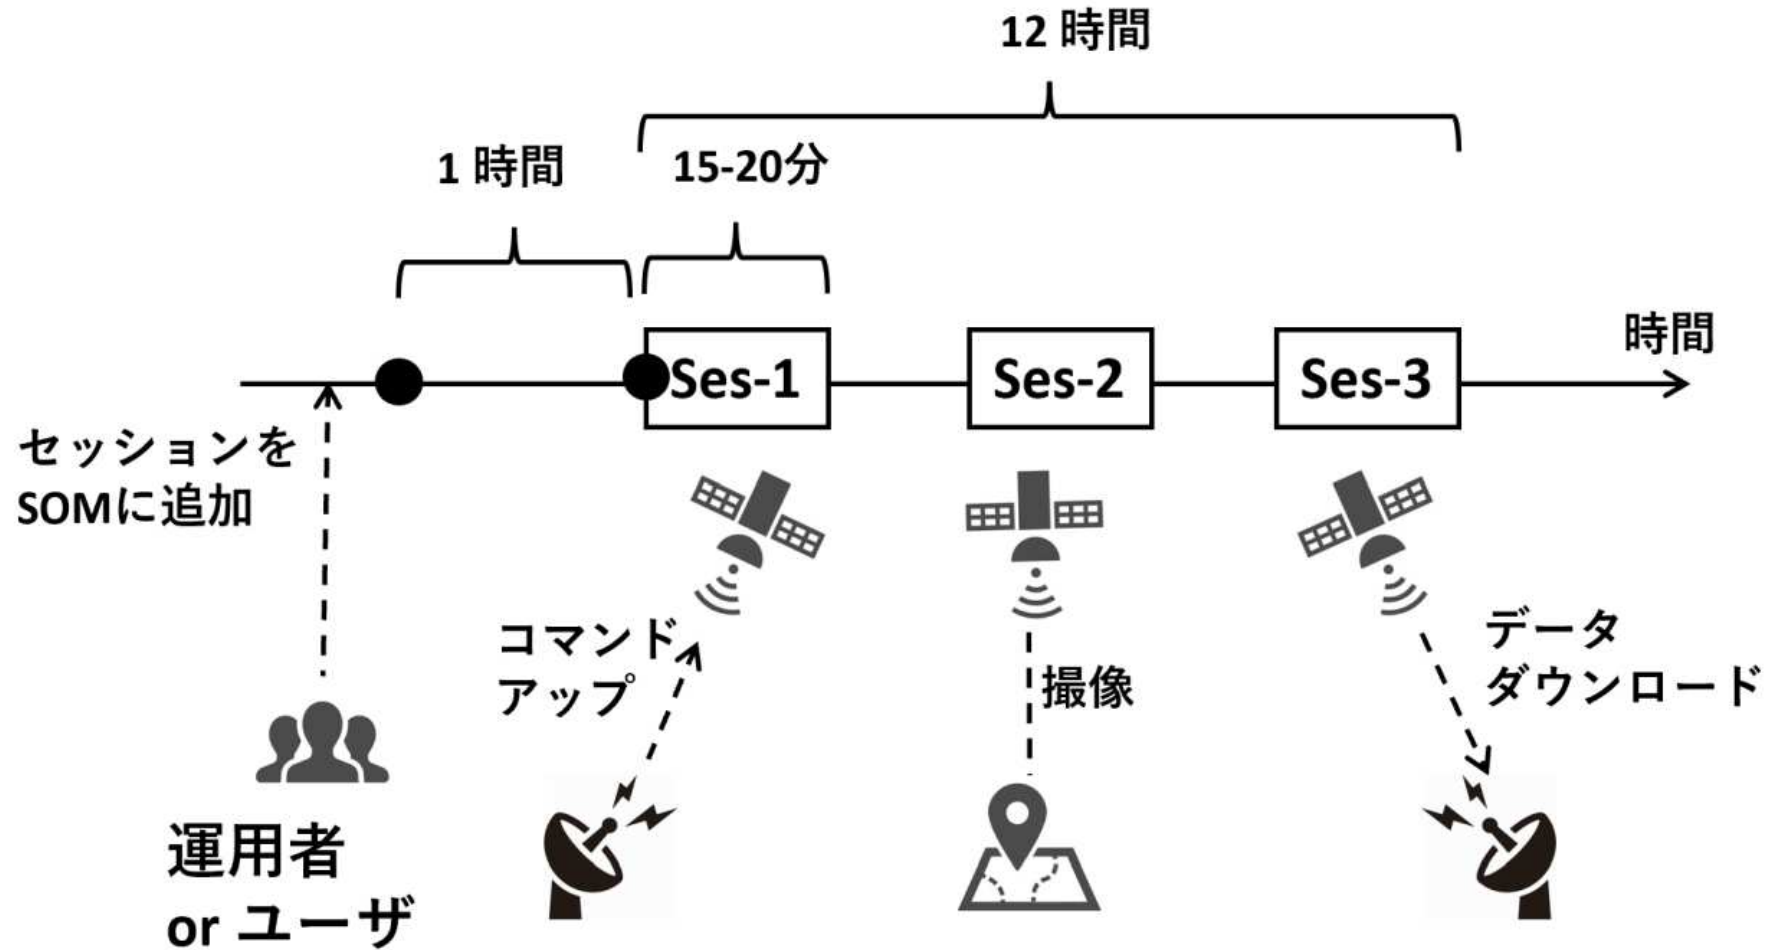 12 時間
1 時間
15-20分
Ses-1
Ses-2
Ses-3
時間
セッションを
SOMに追加
コマンド
アップ
撮像
データ
ダウンロード
運用者
or ユーザ